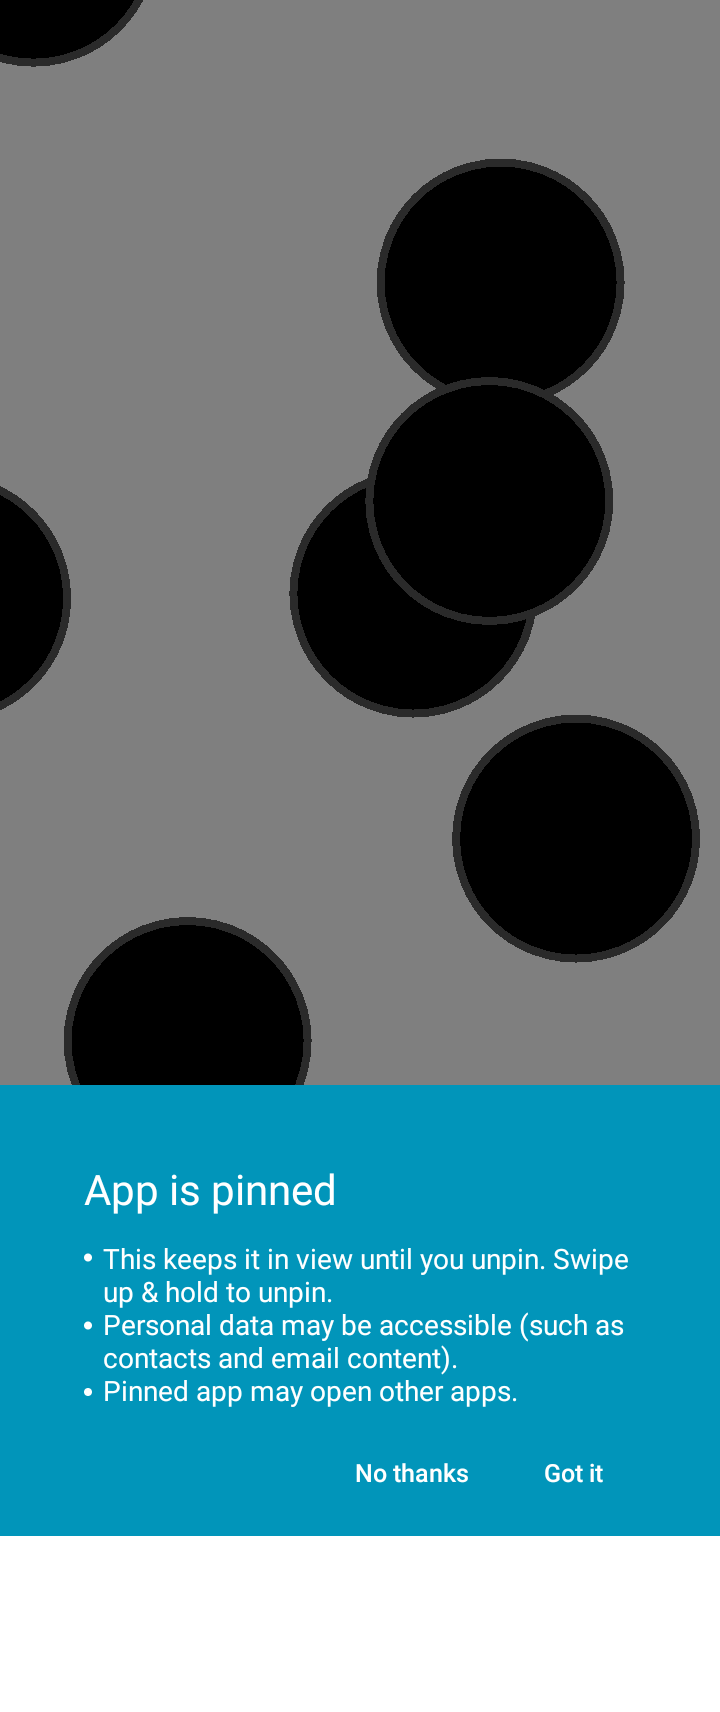 App is pinned
• This keeps it in view until you unpin. Swipe
up & hold to unpin.
• Personal data may be accessible (such as
contacts and email content).
• Pinned app may open other apps.
No thanks Got it